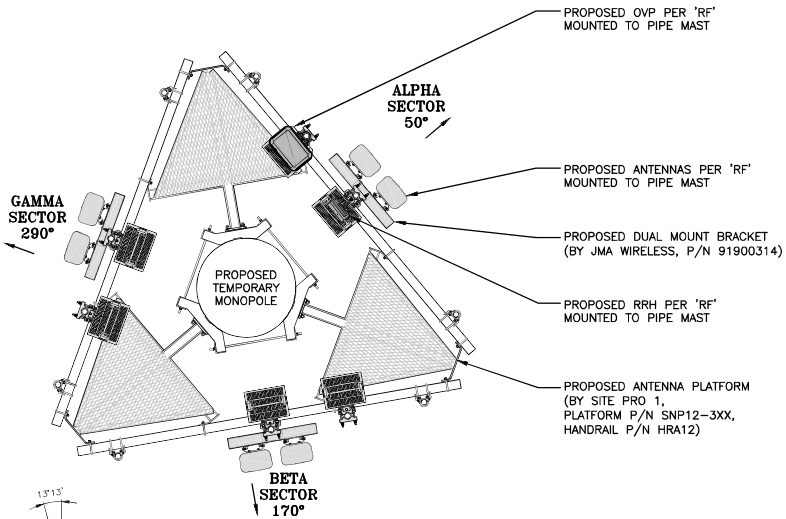 PROPOSED OVP PER 'RF'
MOUNTED TO PIPE MAST
ALPHA
SECTOR
50°
PROPOSED ANTENNAS PER 'RF'
MOUNTED TO PIPE MAST
GAMMA
SECTOR
290°
PROPOSED DUAL MOUNT BRACKET
(BY JMA WIRELESS, P/N 91900314)
PROPOSED
TEMPORARY
MONOPOLE
PROPOSED RRH PER 'RF'
MOUNTED TO PIPE MAST
PROPOSED ANTENNA PLATFORM
(BY SITE PRO 1,
PLATFORM P/N SNP12-3XX,
HANDRAIL P/N HRA12)
BETA
SECTOR
170°
13'13'